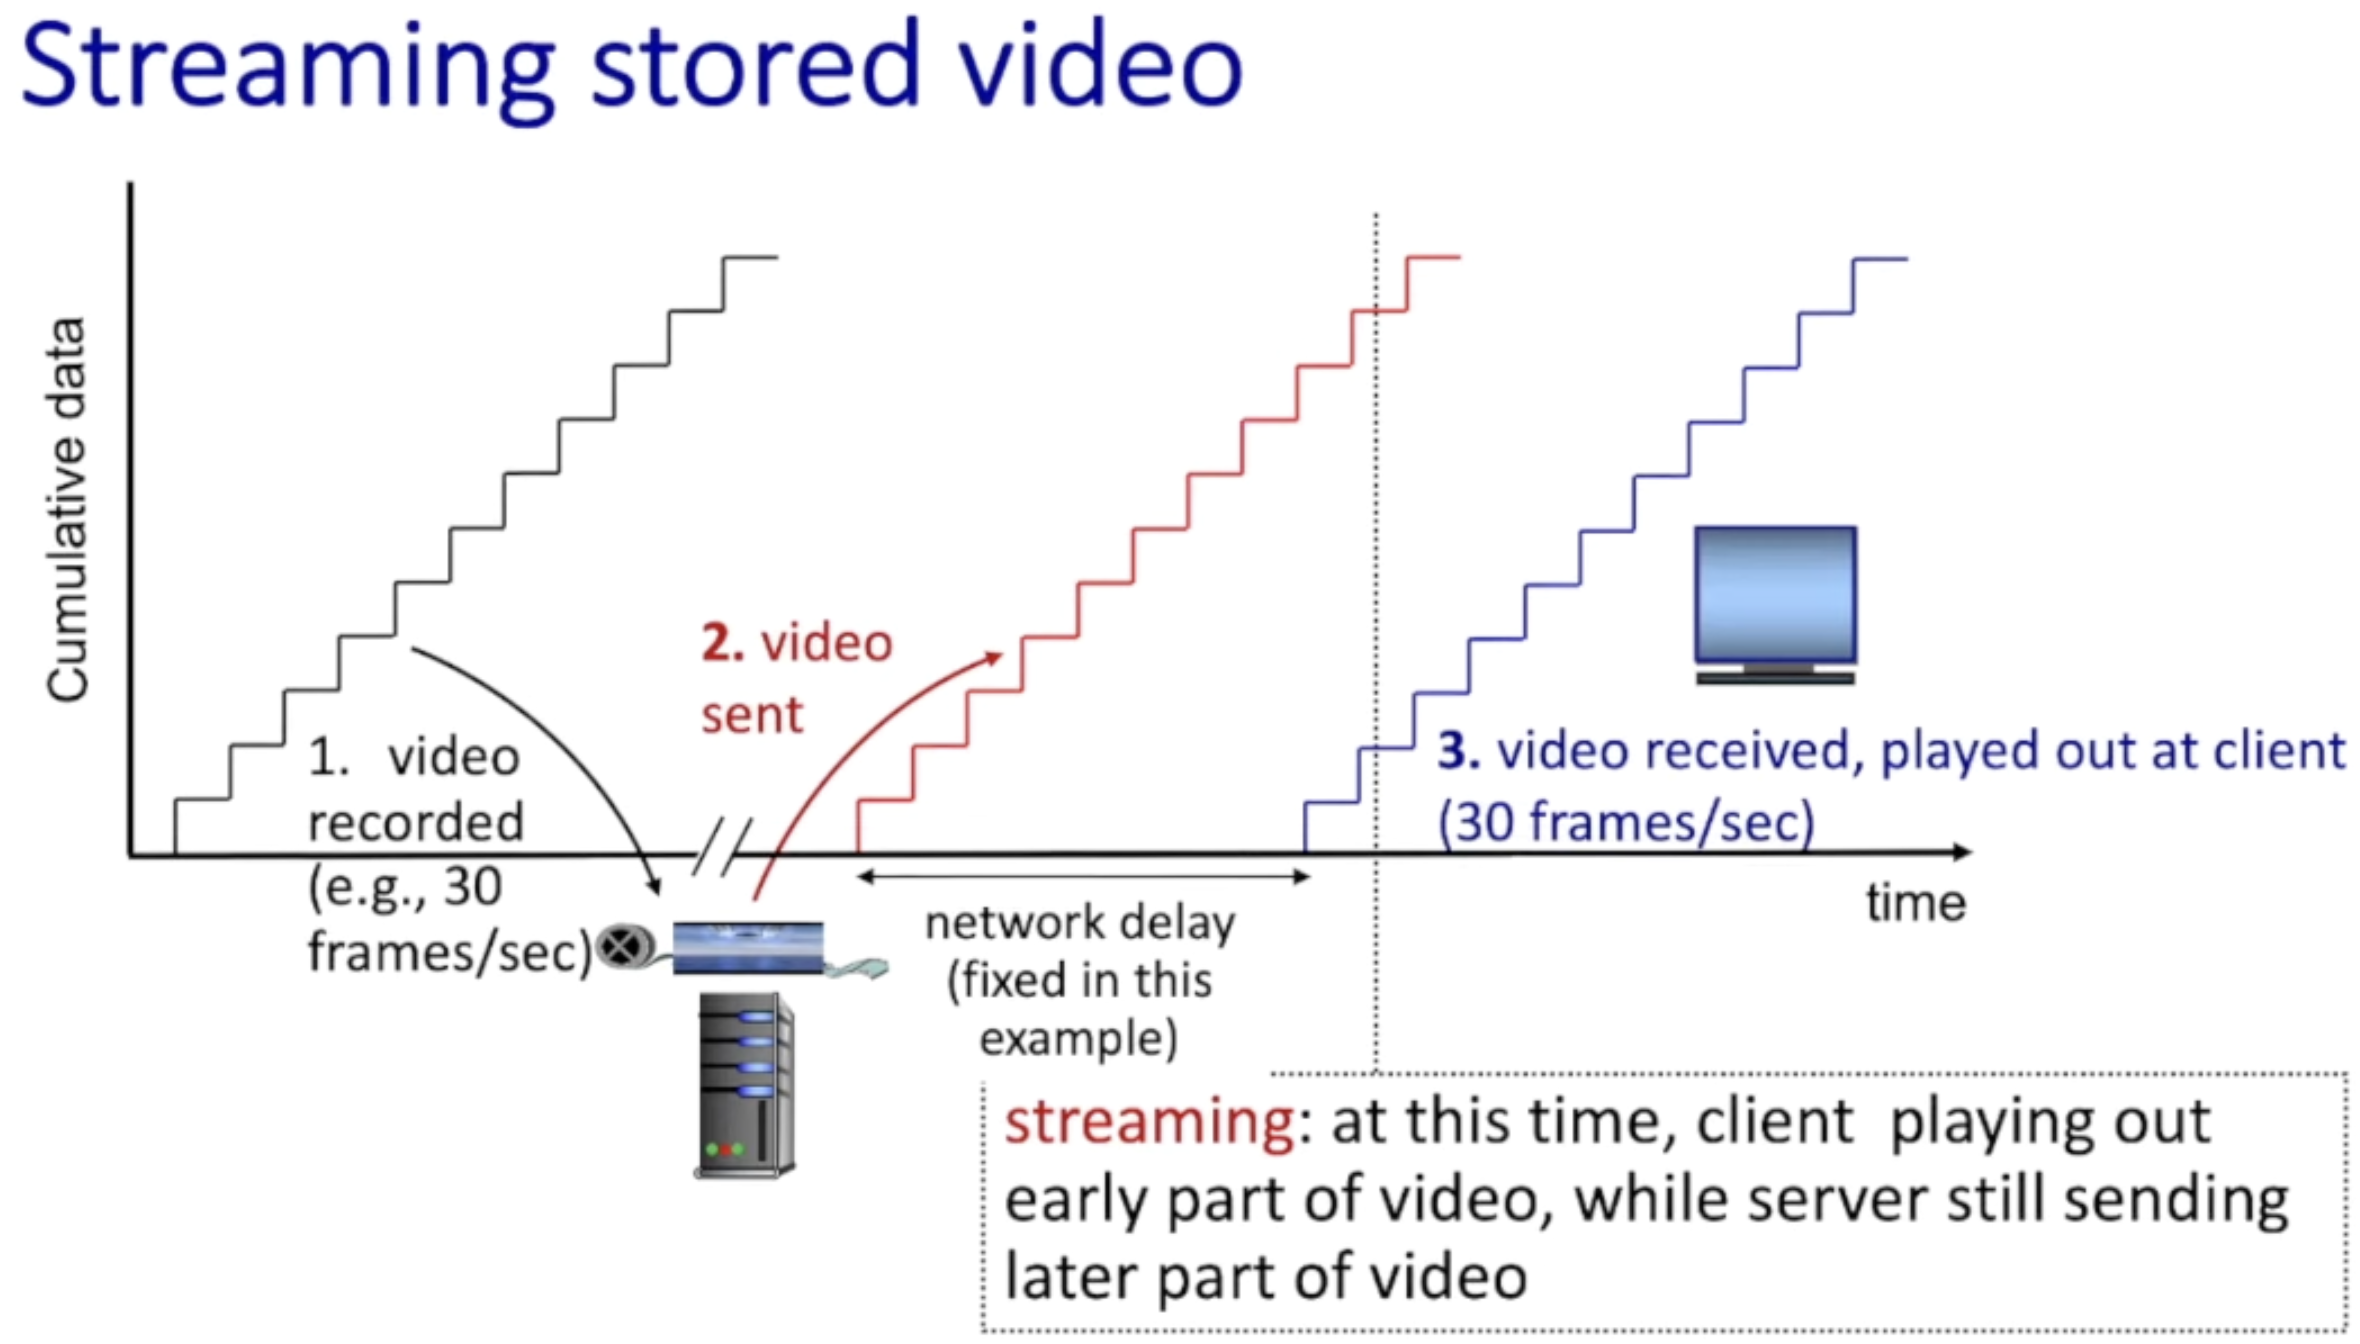 Streaming stored video
Cumulative data
1. video
recorded
(e.g., 30
frames/sec)
2. video
sent
3. video received, played out at client
(30 frames/sec)
time
network delay
(fixed in this
example)
streaming: at this time, client playing out
early part of video, while server still sending
later part of video